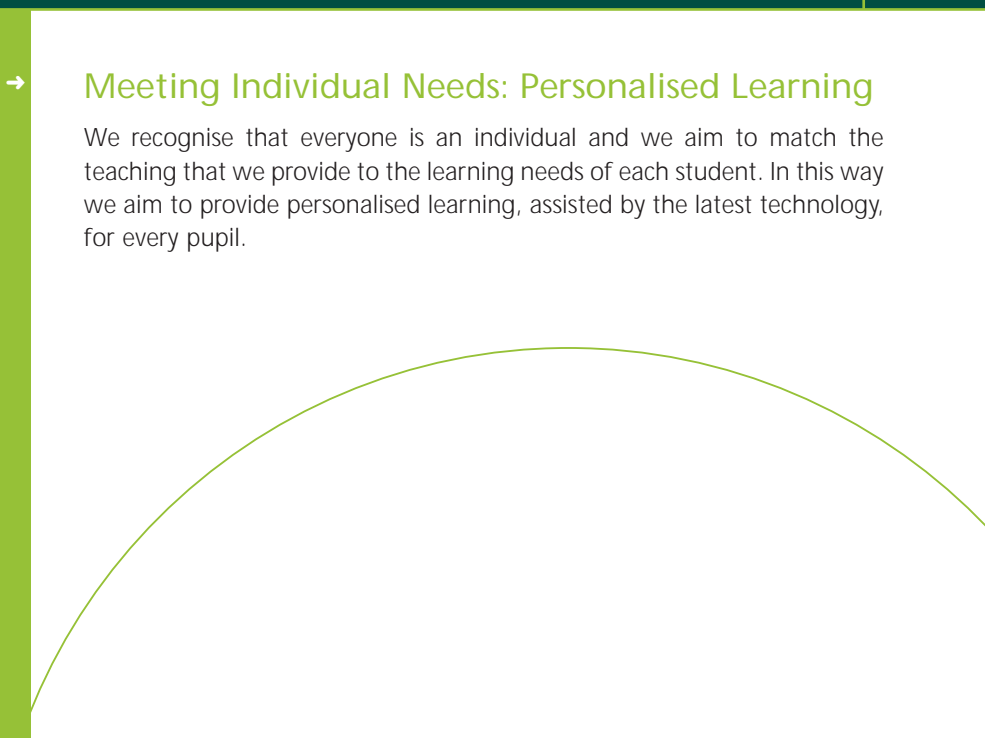 Meeting Individual Needs: Personalised Learning
We recognise that everyone is an individual and we aim to match the
teaching that we provide to the learning needs of each student. In this way
we aim to provide personalised learning, assisted by the latest technology,
for every pupil.